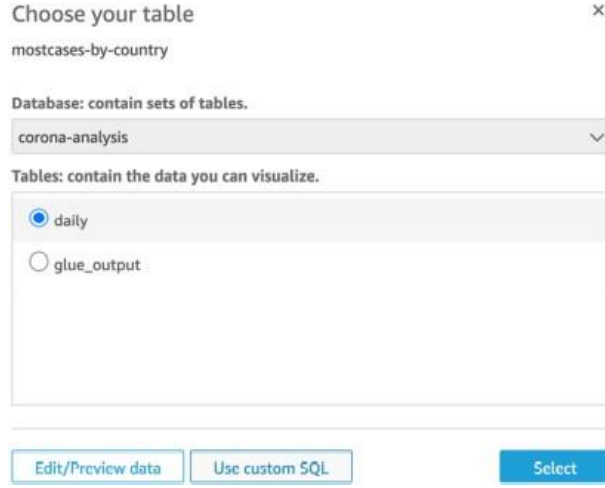 Choose your table
mostcases-by-country
Database: contain sets of tables.
corona-analysis
Tables: contain the data you can visualize.
daily
glue_output
Edit/Preview data Use custom SQL Select